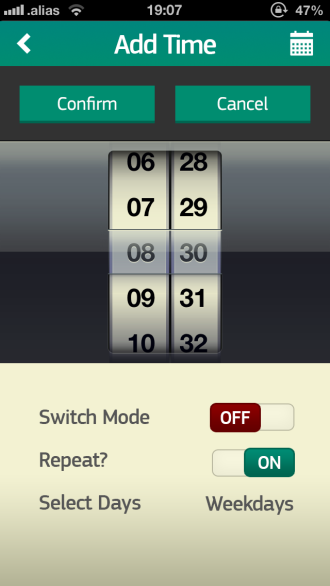 .alias 19:07 47%
Add Time
Confirm Cancel
06 28
07 29
08 30
09 31
10 32
Switch Mode OFF
Repeat? ON
Select Days Weekdays